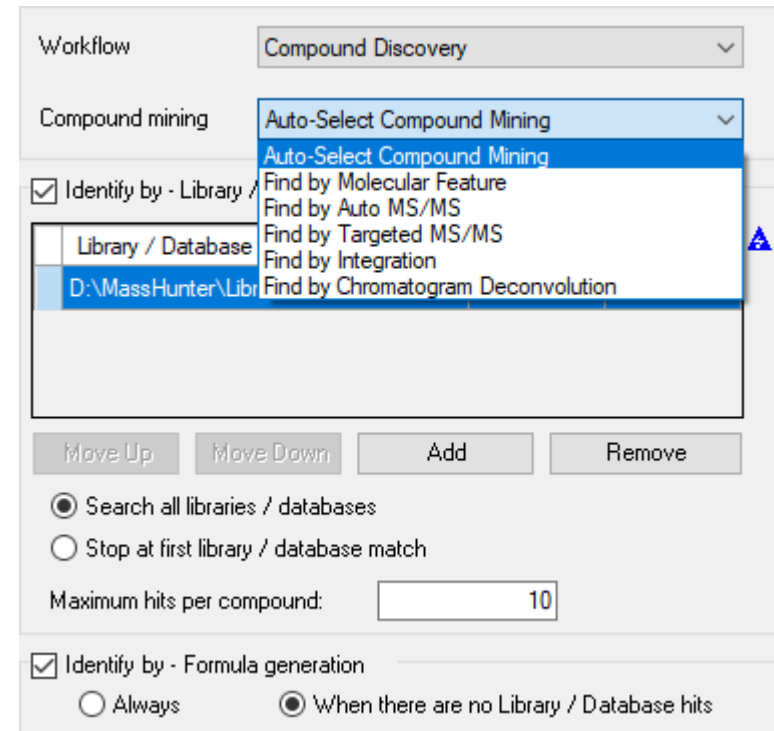 Workflow Compound Discovery
Compound mining Auto-Select Compound Mining
Auto-Select Compound Mining
Find by Molecular Feature
Find by Auto MS/MS
Find by Targeted MS/MS
Find by Integration
Find by Chromatogram Deconvolution
Identify by - Library /
Library / Database
D:\MassHunter\Libr
Move Up Move Down Add Remove
Search all libraries / databases
Stop at first library / database match
Maximum hits per compound: 10
Identify by - Formula generation
Always When there are no Library / Database hits